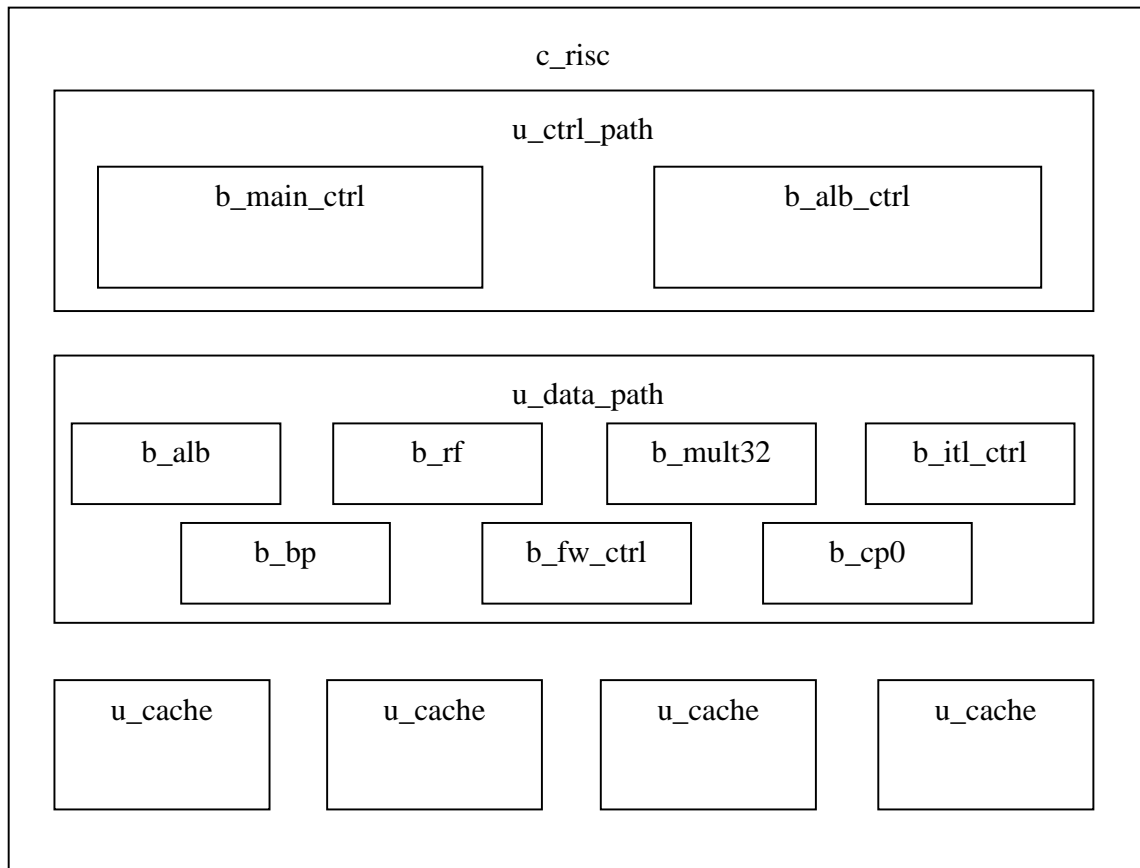 c_risc
u_ctrl_path
b_main_ctrl b_alb_ctrl
u_data_path
b_alb b_rf b_mult32 b_itl_ctrl
b_bp b_fw_ctrl b_cp0
u_cache u_cache u_cache u_cache